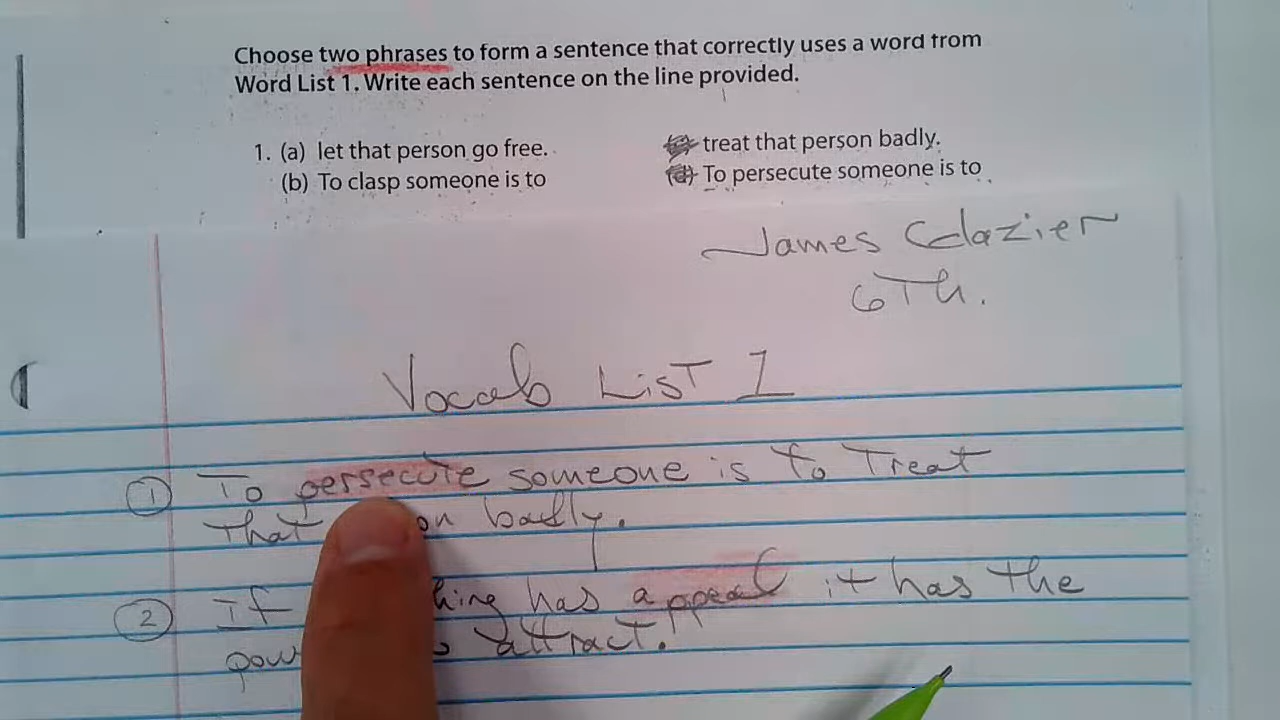 Choose two phrases to form a sentence that correctly uses a word from
Word List 1. Write each sentence on the line provided.
1. (a) let that person go free. treat that person badly.
(b) To clasp someone is to (d) To persecute someone is to
James Glazier
6Th.
Vocab List 1
1 To persecute someone is to Treat
that on badly.
2 If hing has appeal it has the
pow attract.